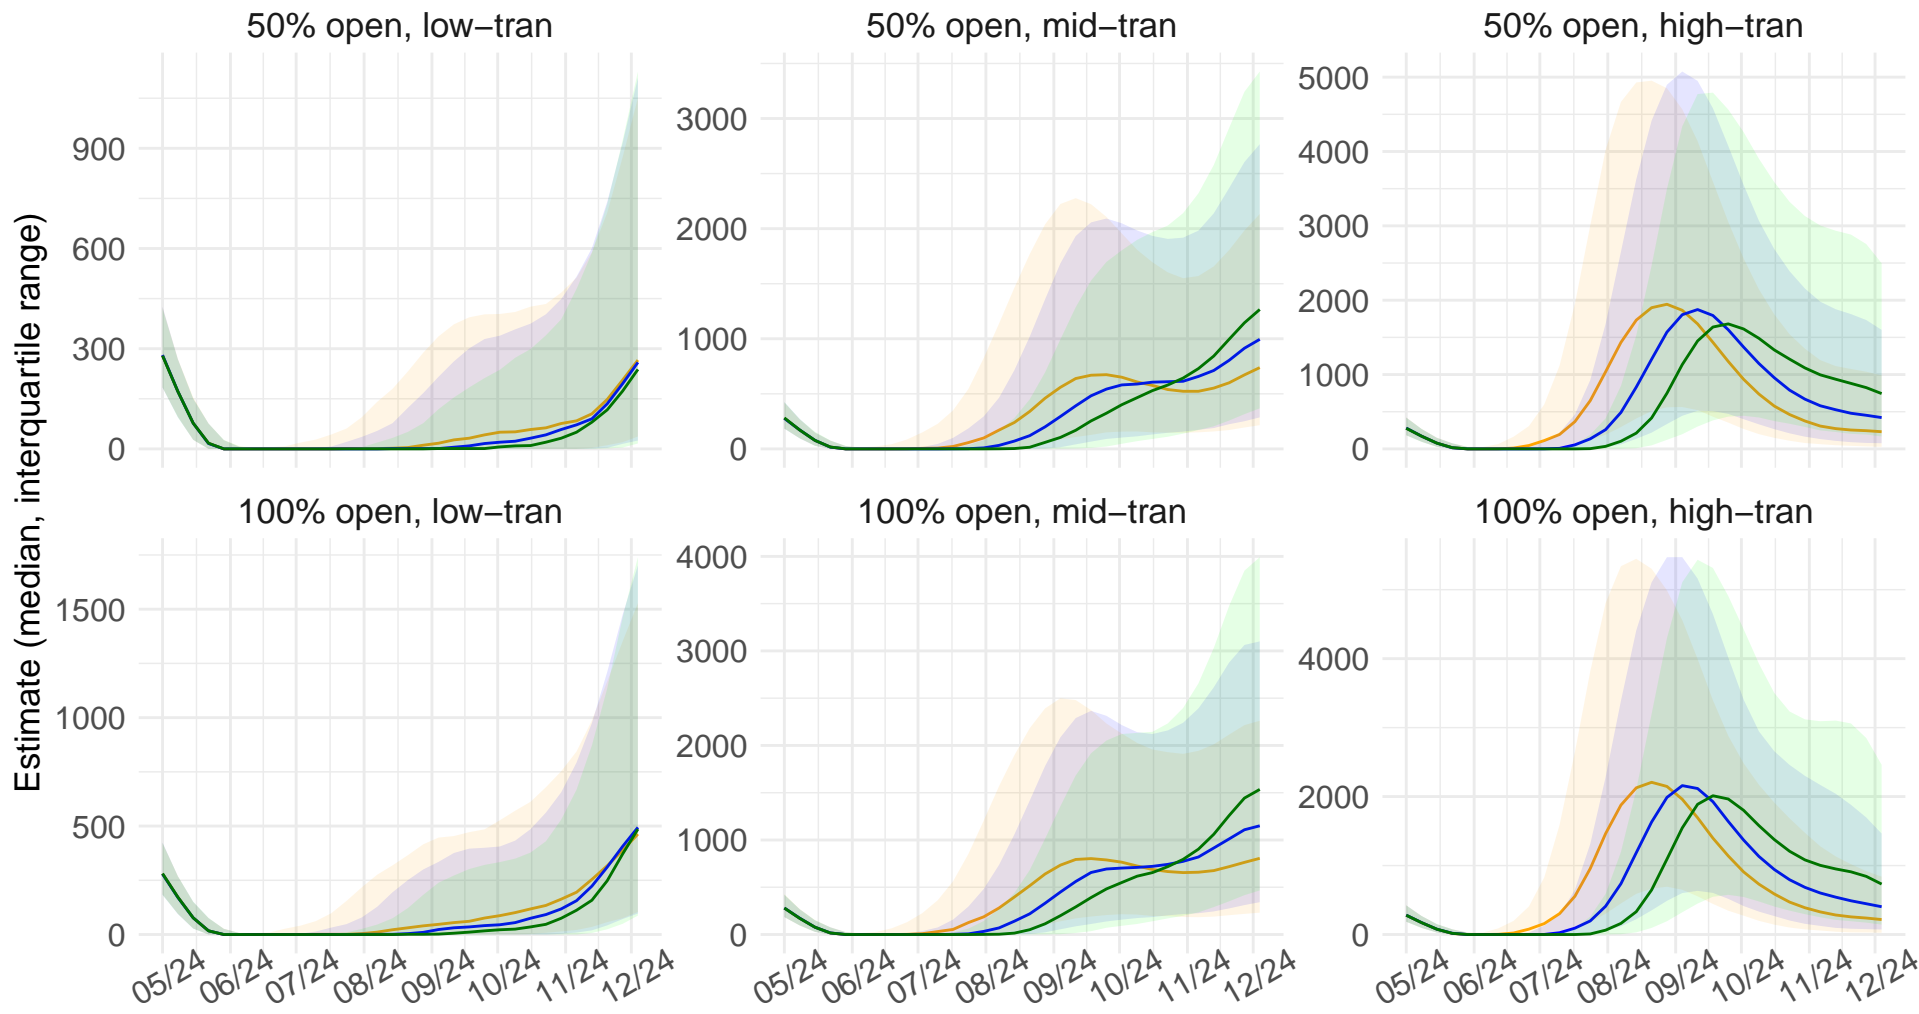 50% open, low−tran
50% open, mid−tran
50% open, high−tran
Estimate (median, interquartile range)
900
600
300
0
3000
2000
1000
0
5000
4000
3000
2000
1000
0
100% open, low−tran
100% open, mid−tran
100% open, high−tran
1500
1000
500
0
4000
3000
2000
1000
0
4000
2000
0
05/24 06/24 07/24 08/24 09/24 10/24 11/24 12/24
05/24 06/24 07/24 08/24 09/24 10/24 11/24 12/24
05/24 06/24 07/24 08/24 09/24 10/24 11/24 12/24